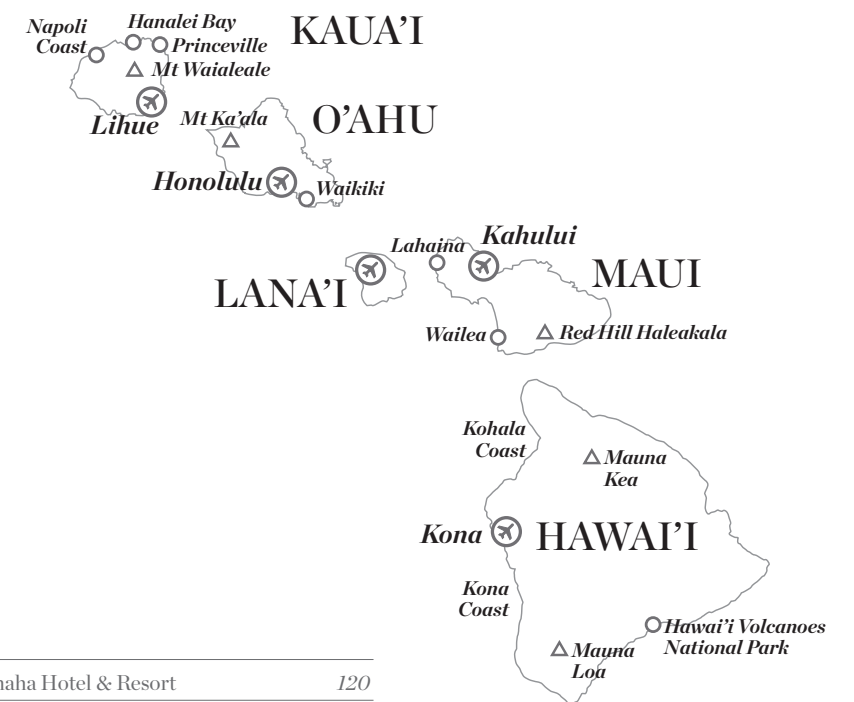 Napoli
Coast
Hanalei Bay
Princeville
KAUA’I
Mt Waialeale
Lihue
Mt Ka’ala
O’AHU
Honolulu
Waikiki
Lahaina
Kahului
LANA’I
MAUI
Wailea
Red Hill Haleakala
Kohala
Coast
Mauna
Kea
Kona
HAWAI’I
Kona
Coast
Hawai’i Volcanoes
National Park
Mauna
Loa
Hotel & Resort 120